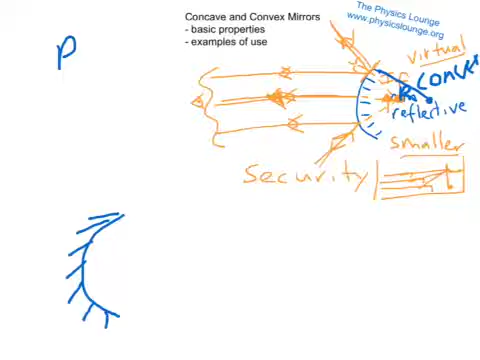 Concave and Convex Mirrors
- basic properties
- examples of use
The Physics Lounge
www.physicslounge.org
virtual
Conve
R
reflective
smaller
Security
P